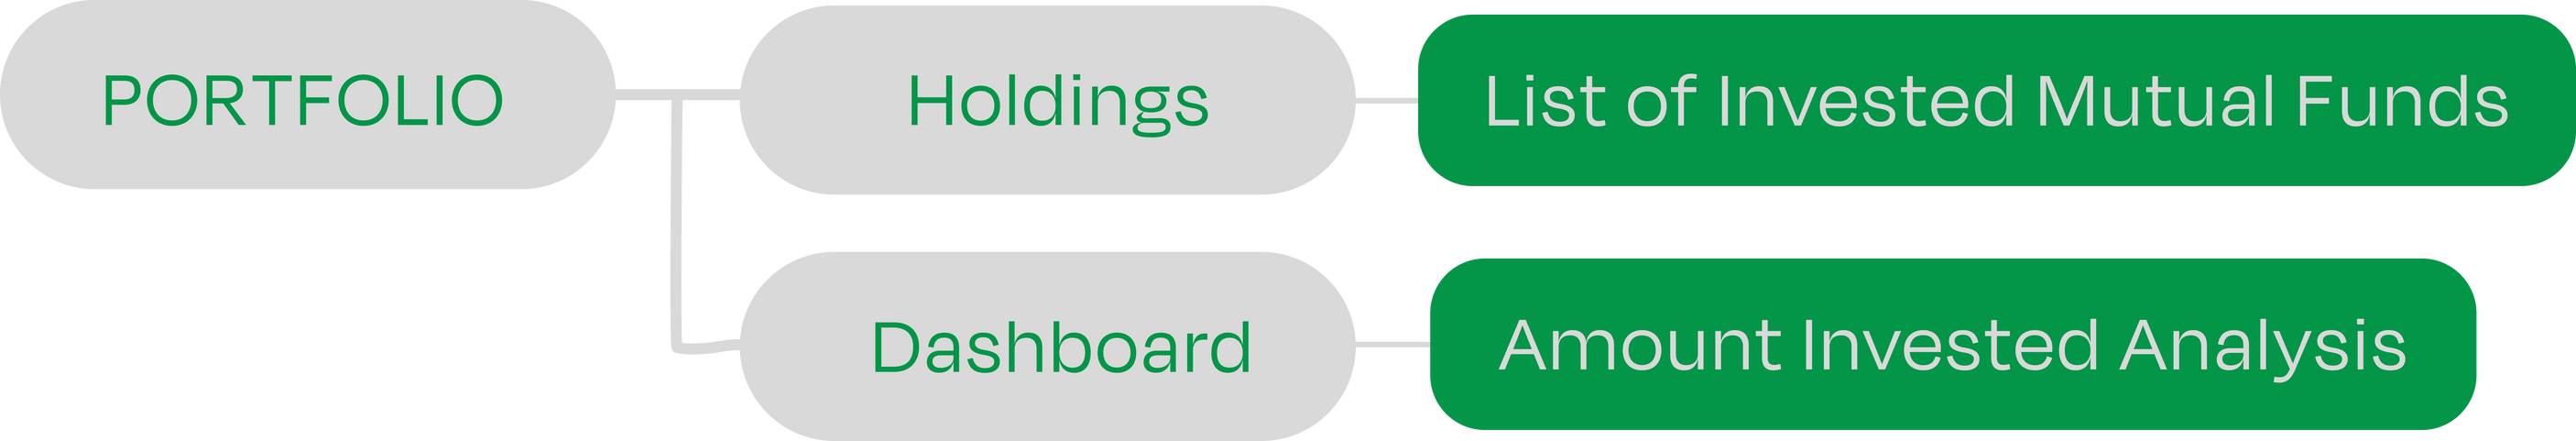 PORTFOLIO
Holdings
List of Invested Mutual Funds
Dashboard
Amount Invested Analysis